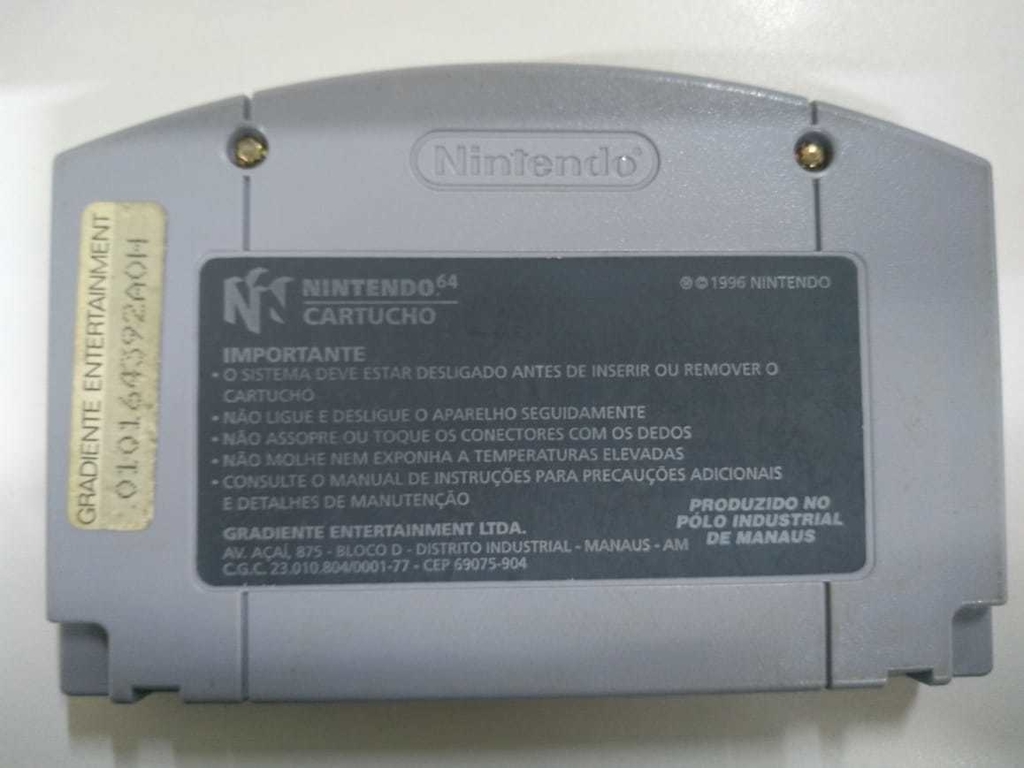 Nintendo®
GRADIENTE ENTERTAINMENT
010164392A0M
NINTENDO 64
CARTUCHO
®©1996 NINTENDO
IMPORTANTE
• O SISTEMA DEVE ESTAR DESLIGADO ANTES DE INSERIR OU REMOVER O
CARTUCHO
• NÃO LIGUE E DESLIGUE O APARELHO SEGUIDAMENTE
• NÃO ASSOPRE OU TOQUE OS CONECTORES COM OS DEDOS
• NÃO MOLHE NEM EXPONHA A TEMPERATURAS ELEVADAS
• CONSULTE O MANUAL DE INSTRUÇÕES PARA PRECAUÇÕES ADICIONAIS
E DETALHES DE MANUTENÇÃO
PRODUZIDO NO
PÓLO INDUSTRIAL
DE MANAUS
GRADIENTE ENTERTAINMENT LTDA.
AV. AÇAÍ, 875 - BLOCO D - DISTRITO INDUSTRIAL - MANAUS - AM
C.G.C. 23.010.804/0001-77 - CEP 69075-904